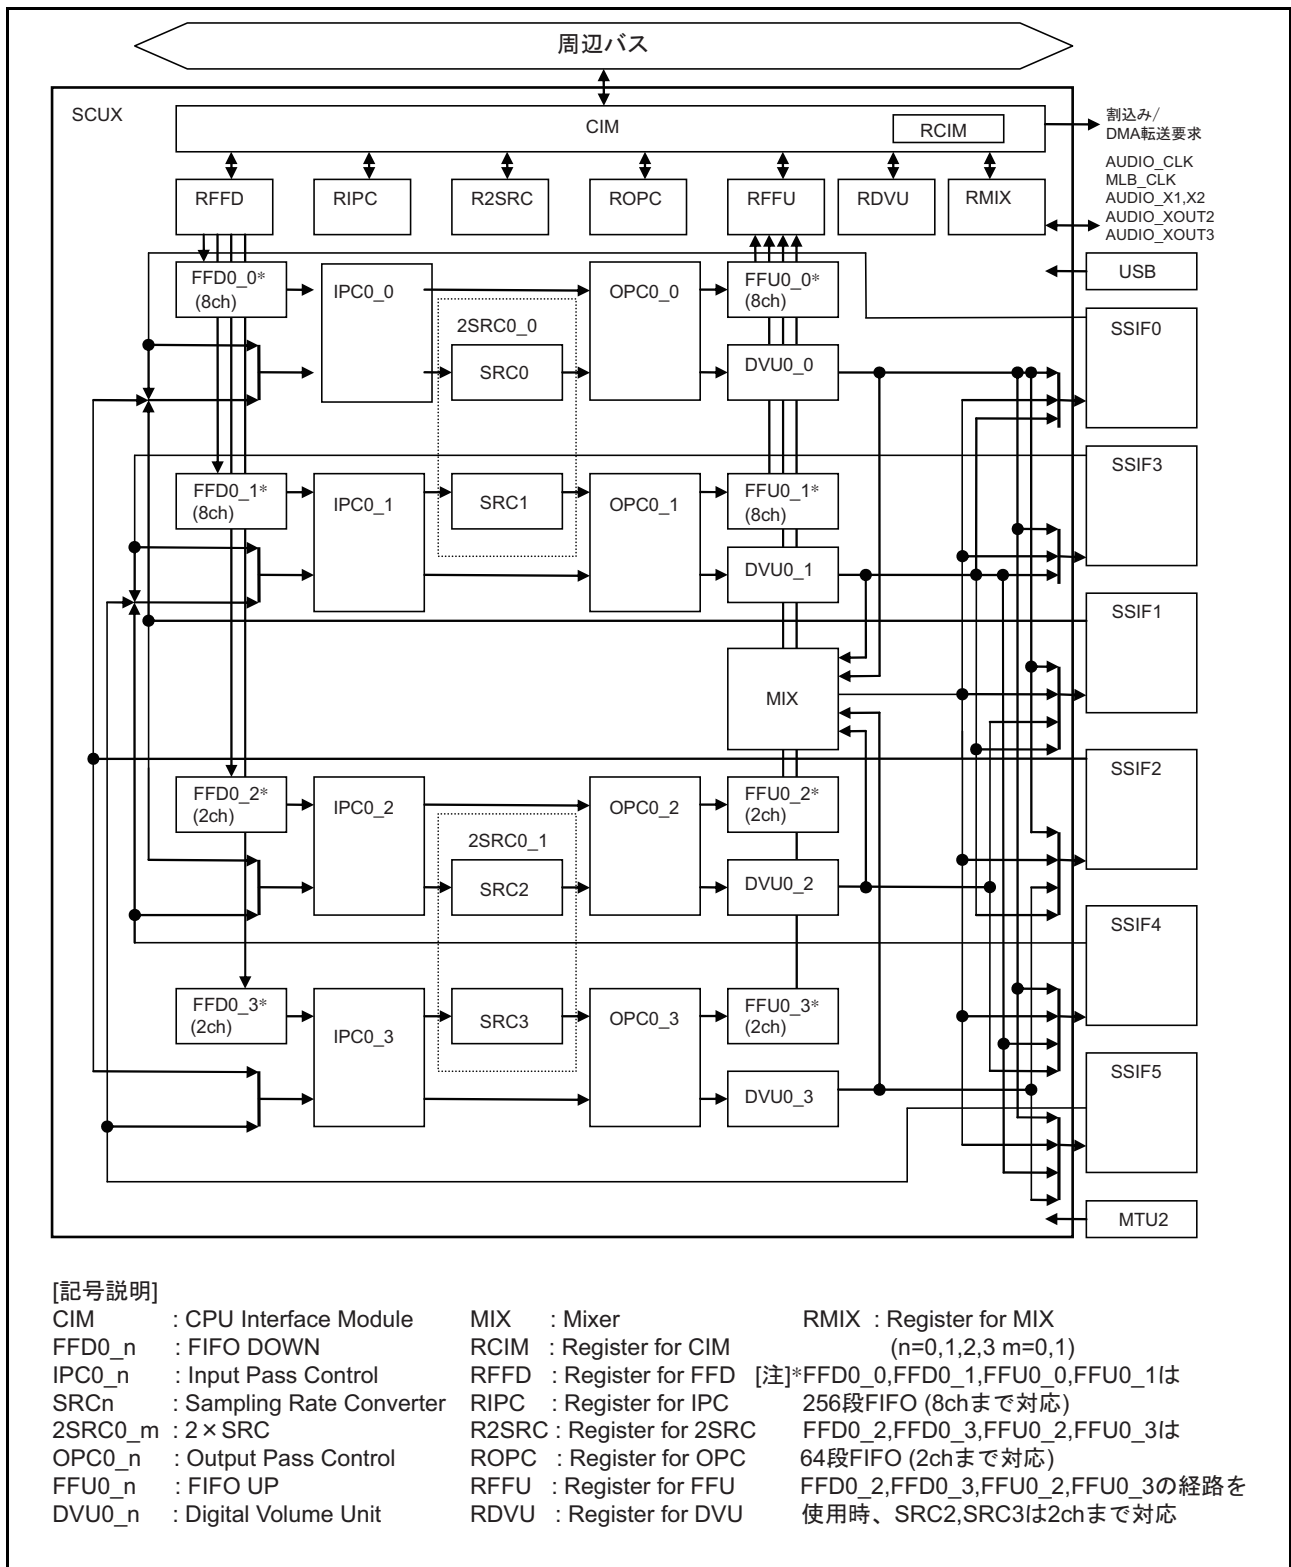 周辺バス
SCUX
CIM
RCIM
割込み/
DMA転送要求
RFFD
RIPC
R2SRC
ROPC
RFFU
RDVU
RMIX
AUDIO_CLK
MLB_CLK
AUDIO_X1,X2
AUDIO_XOUT2
AUDIO_XOUT3
USB
FFD0_0*
(8ch)
IPC0_0
2SRC0_0
SRC0
OPC0_0
FFU0_0*
(8ch)
DVU0_0
SSIF0
FFD0_1*
(8ch)
IPC0_1
SRC1
OPC0_1
FFU0_1*
(8ch)
DVU0_1
SSIF3
SSIF1
MIX
SSIF2
FFD0_2*
(2ch)
IPC0_2
2SRC0_1
SRC2
OPC0_2
FFU0_2*
(2ch)
DVU0_2
SSIF4
FFD0_3*
(2ch)
IPC0_3
SRC3
OPC0_3
FFU0_3*
(2ch)
DVU0_3
SSIF5
MTU2
[記号説明]
CIM : CPU Interface Module
FFD0_n : FIFO DOWN
IPC0_n : Input Pass Control
SRCn : Sampling Rate Converter
2SRC0_m : 2×SRC
OPC0_n : Output Pass Control
FFU0_n : FIFO UP
DVU0_n : Digital Volume Unit
MIX : Mixer
RCIM : Register for CIM
RFFD : Register for FFD
RIPC : Register for IPC
R2SRC : Register for 2SRC
ROPC : Register for OPC
RFFU : Register for FFU
RDVU : Register for DVU
RMIX : Register for MIX
(n=0,1,2,3 m=0,1)
[注]*FFD0_0,FFD0_1,FFU0_0,FFU0_1は
256段FIFO (8chまで対応)
FFD0_2,FFD0_3,FFU0_2,FFU0_3は
64段FIFO (2chまで対応)
FFD0_2,FFD0_3,FFU0_2,FFU0_3の経路を
使用時、SRC2,SRC3は2chまで対応